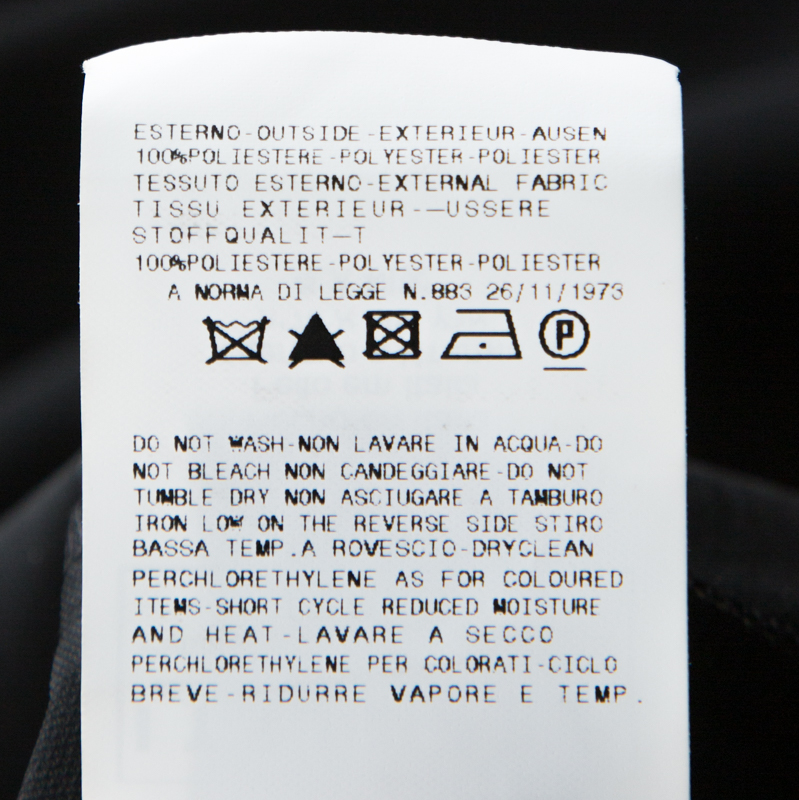 ESTERNO-OUTSIDE-EXTERIEUR-AUSEN
100%POLIESTERE-POLYESTER-POLIESTER
TESSUTO ESTERNO-EXTERNAL FABRIC
TISSU EXTERIEUR-—USSERE
STOFFQUALIT—T
100%POLIESTERE-POLYESTER-POLIESTER
A NORMA DI LEGGE N.883 26/11/1973
P
DO NOT WASH-NON LAVARE IN ACQUA-DO
NOT BLEACH NON CANDEGGIARE-DO NOT
TUMBLE DRY NON ASCIUGARE A TAMBURO
IRON LOW ON THE REVERSE SIDE STIRO
BASSA TEMP.A ROVESCIO-DRYCLEAN
PERCHLORETHYLENE AS FOR COLOURED
ITEMS-SHORT CYCLE REDUCED MOISTURE
AND HEAT-LAVARE A SECCO
PERCHLORETHYLENE PER COLORATI-CICLO
BREVE-RIDURRE VAPORE E TEMP.